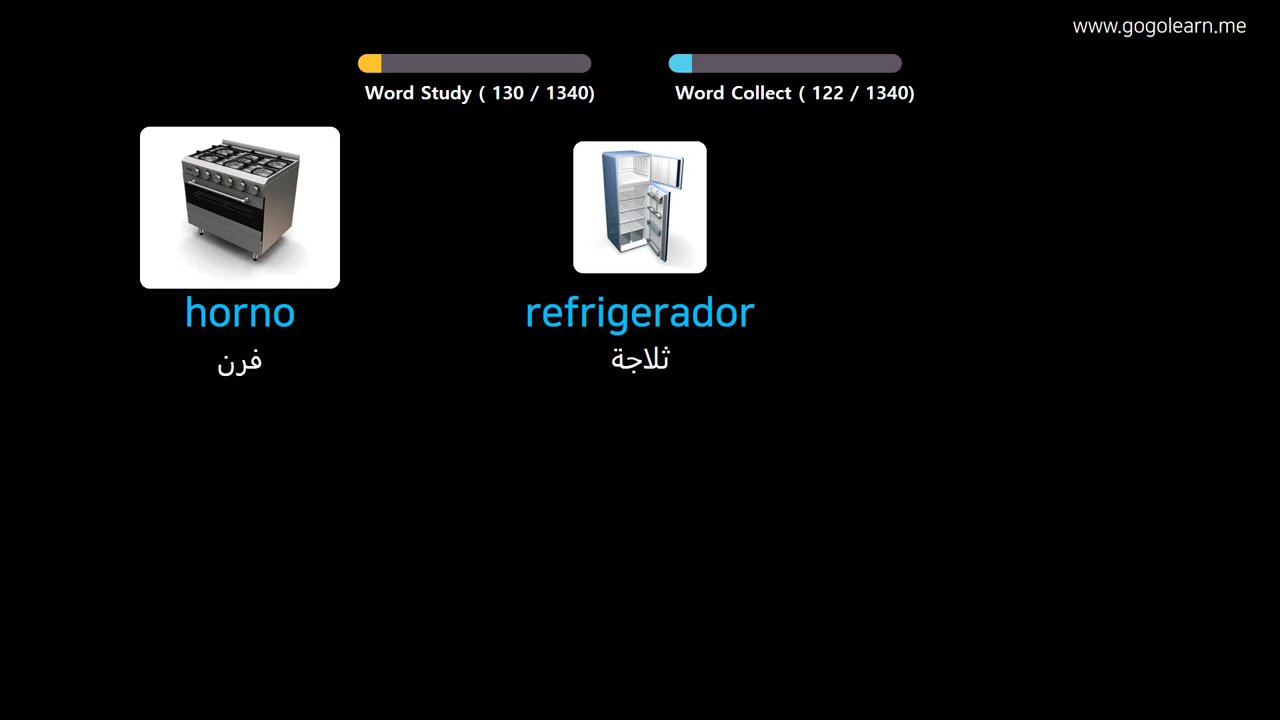 www.gogolearn.me
Word Study ( 130 / 1340)
Word Collect ( 122 / 1340)
horno
فرن
refrigerador
ثلاجة